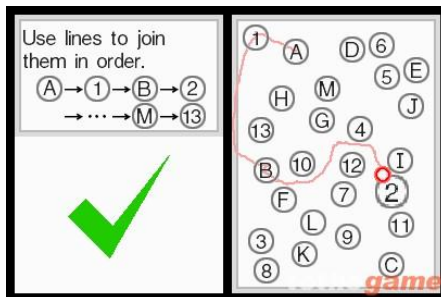 Use lines to join
them in order.
A→1→B→2
→…→M→13
1 A D 6
5 E
H M J
13 G 4
B 10 12 I
F 7 2
L 11
3 K 9
8 C
game